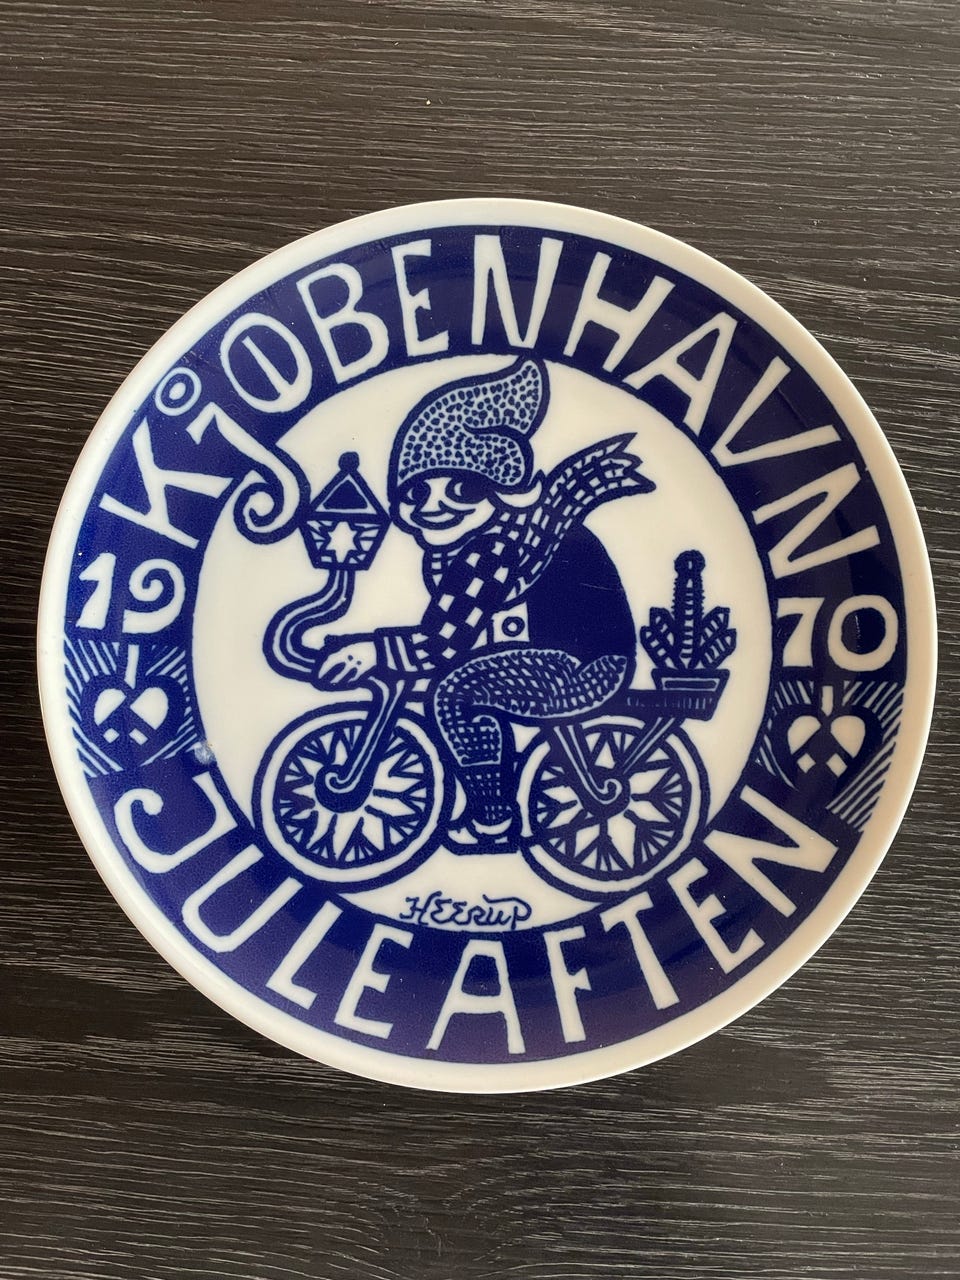 KJØBENHAVN
19 70
HEERUP
JULEAFTEN